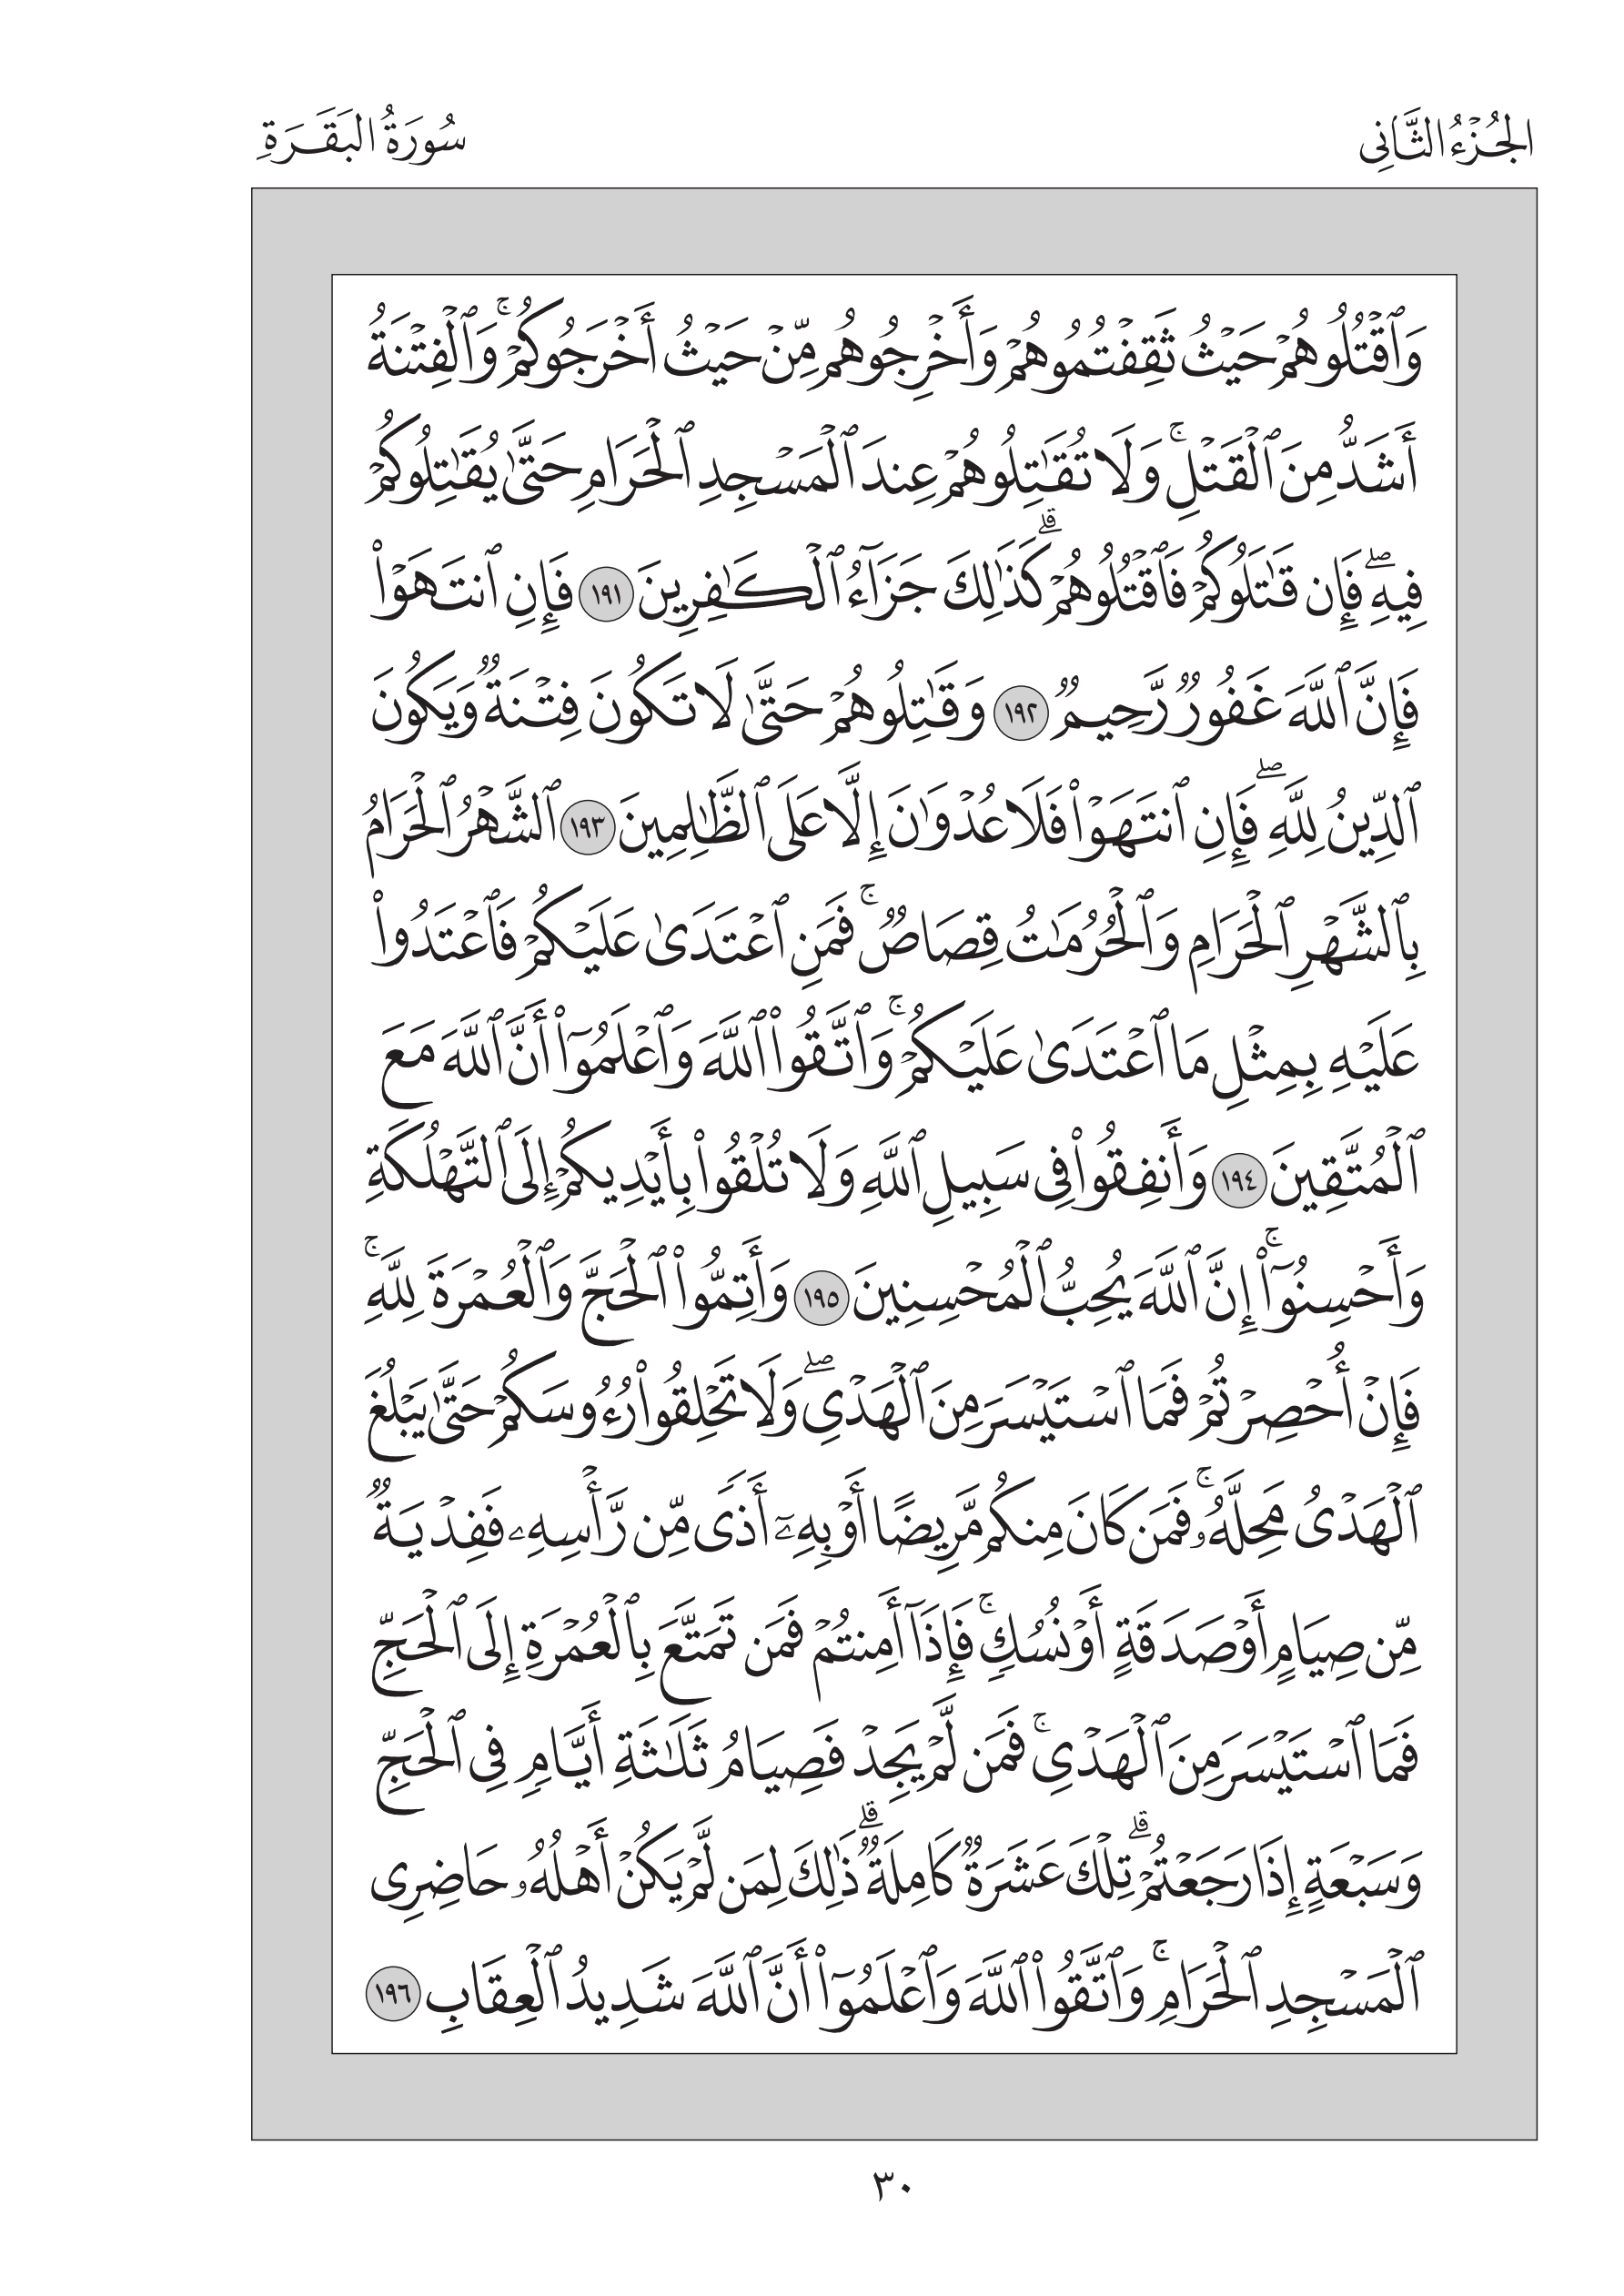 الجُزْءُ الثَّانِي
سُورَةُ البَقَرَةِ
وَٱقْتُلُوهُمْ حَيْثُ ثَقِفْتُمُوهُمْ وَأَخْرِجُوهُم مِّنْ حَيْثُ أَخْرَجُوكُمْۚ وَٱلْفِتْنَةُ
أَشَدُّ مِنَ ٱلْقَتْلِۚ وَلَا تُقَٰتِلُوهُمْ عِندَ ٱلْمَسْجِدِ ٱلْحَرَامِ حَتَّىٰ يُقَٰتِلُوكُمْ
فِيهِۖ فَإِن قَٰتَلُوكُمْ فَٱقْتُلُوهُمْۗ كَذَٰلِكَ جَزَآءُ ٱلْكَٰفِرِينَ ١٩١ فَإِنِ ٱنتَهَوْا۟
فَإِنَّ ٱللَّهَ غَفُورٌ رَّحِيمٌ ١٩٢ وَقَٰتِلُوهُمْ حَتَّىٰ لَا تَكُونَ فِتْنَةٌ وَيَكُونَ
ٱلدِّينُ لِلَّهِۖ فَإِنِ ٱنتَهَوْا۟ فَلَا عُدْوَٰنَ إِلَّا عَلَى ٱلظَّٰلِمِينَ ١٩٣ ٱلشَّهْرُ ٱلْحَرَامُ
بِٱلشَّهْرِ ٱلْحَرَامِ وَٱلْحُرُمَٰتُ قِصَاصٌۚ فَمَنِ ٱعْتَدَىٰ عَلَيْكُمْ فَٱعْتَدُوا۟
عَلَيْهِ بِمِثْلِ مَا ٱعْتَدَىٰ عَلَيْكُمْۚ وَٱتَّقُوا۟ ٱللَّهَ وَٱعْلَمُوٓا۟ أَنَّ ٱللَّهَ مَعَ
ٱلْمُتَّقِينَ ١٩٤ وَأَنفِقُوا۟ فِى سَبِيلِ ٱللَّهِ وَلَا تُلْقُوا۟ بِأَيْدِيكُمْ إِلَى ٱلتَّهْلُكَةِ
وَأَحْسِنُوٓا۟ۚ إِنَّ ٱللَّهَ يُحِبُّ ٱلْمُحْسِنِينَ ١٩٥ وَأَتِمُّوا۟ ٱلْحَجَّ وَٱلْعُمْرَةَ لِلَّهِۚ
فَإِنْ أُحْصِرْتُمْ فَمَا ٱسْتَيْسَرَ مِنَ ٱلْهَدْىِۖ وَلَا تَحْلِقُوا۟ رُءُوسَكُمْ حَتَّىٰ يَبْلُغَ
ٱلْهَدْىُ مَحِلَّهُۥۚ فَمَن كَانَ مِنكُم مَّرِيضًا أَوْ بِهِۦٓ أَذًى مِّن رَّأْسِهِۦ فَفِدْيَةٌ
مِّن صِيَامٍ أَوْ صَدَقَةٍ أَوْ نُسُكٍۚ فَإِذَآ أَمِنتُمْ فَمَن تَمَتَّعَ بِٱلْعُمْرَةِ إِلَى ٱلْحَجِّ
فَمَا ٱسْتَيْسَرَ مِنَ ٱلْهَدْىِۚ فَمَن لَّمْ يَجِدْ فَصِيَامُ ثَلَٰثَةِ أَيَّامٍ فِى ٱلْحَجِّ
وَسَبْعَةٍ إِذَا رَجَعْتُمْۗ تِلْكَ عَشَرَةٌ كَامِلَةٌۗ ذَٰلِكَ لِمَن لَّمْ يَكُنْ أَهْلُهُۥ حَاضِرِى
ٱلْمَسْجِدِ ٱلْحَرَامِۚ وَٱتَّقُوا۟ ٱللَّهَ وَٱعْلَمُوٓا۟ أَنَّ ٱللَّهَ شَدِيدُ ٱلْعِقَابِ ١٩٦
٣٠